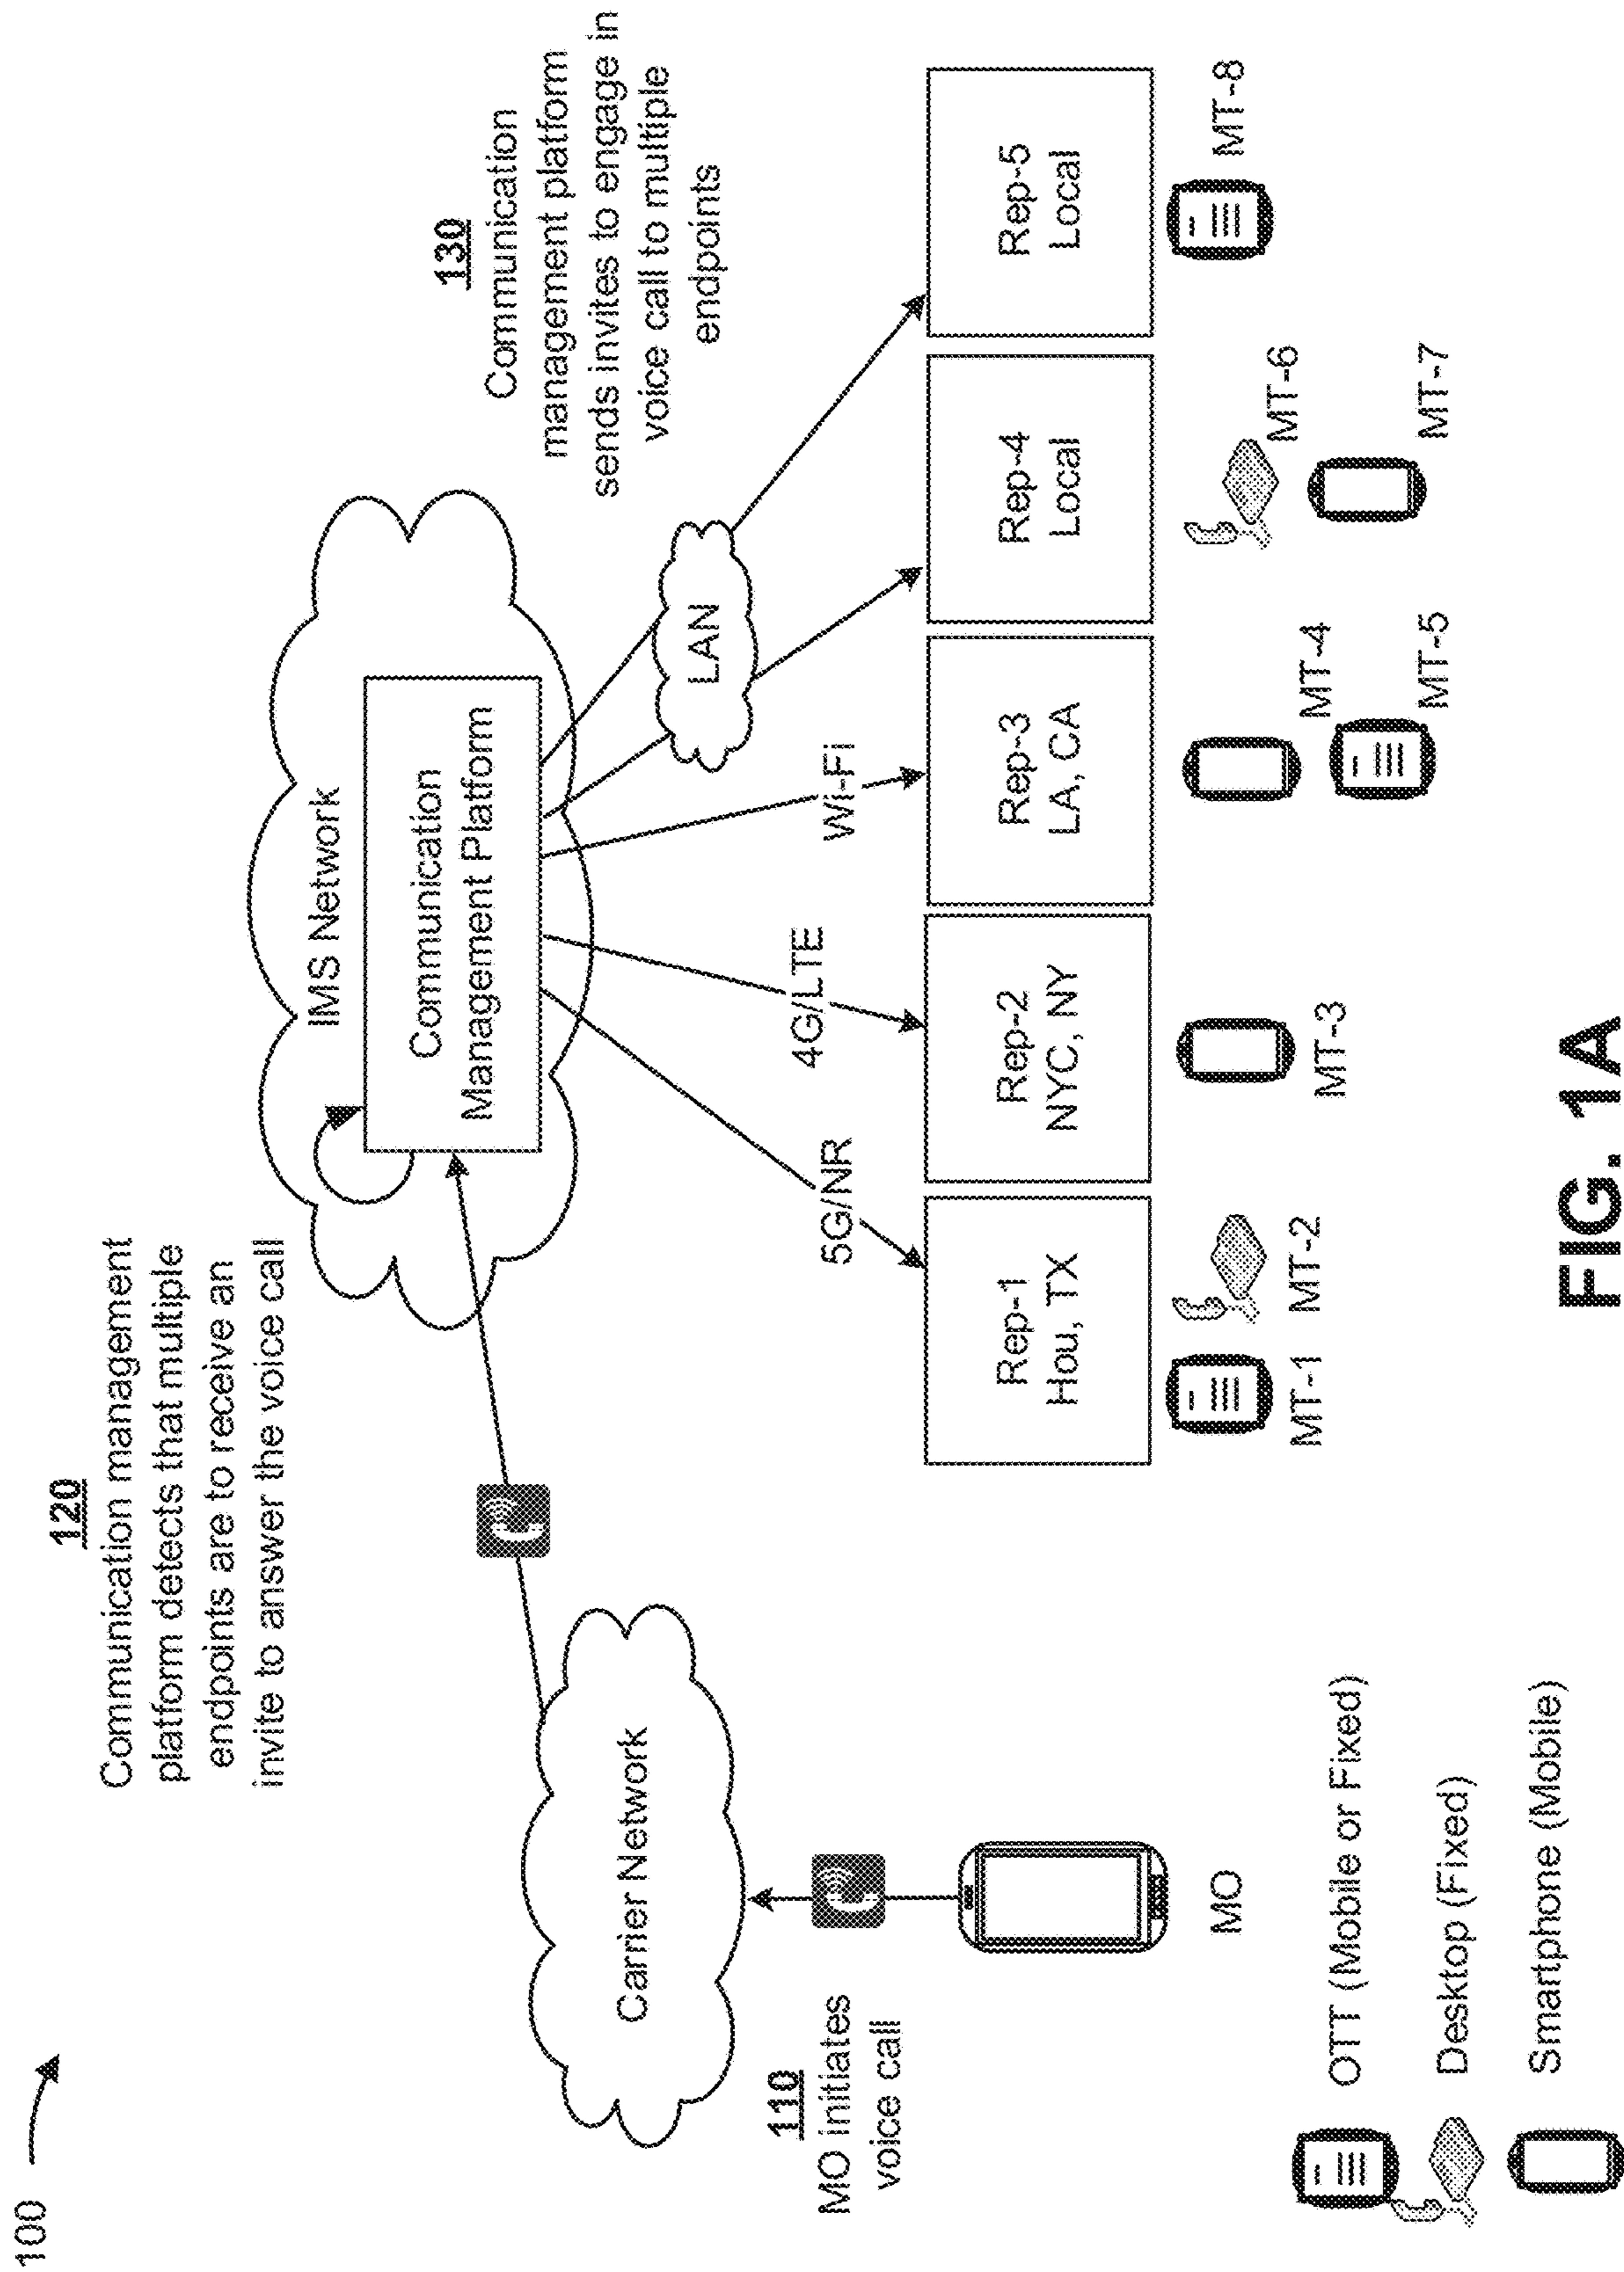 100
120
Communication management
platform detects that multiple
endpoints are to receive an
invite to answer the voice call
130
Communication
management platform
sends invites to engage in
voice call to multiple
endpoints
IMS Network
Communication
Management Platform
Carrier Network
LAN
110
MO initiates
voice call
MO
5G/NR
4G/LTE
Wi-Fi
Rep-1
Hou, TX
Rep-2
NYC, NY
Rep-3
LA, CA
Rep-4
Local
Rep-5
Local
MT-1
MT-2
MT-3
MT-4
MT-5
MT-6
MT-7
MT-8
OTT (Mobile or Fixed)
Desktop (Fixed)
Smartphone (Mobile)
FIG. 1A